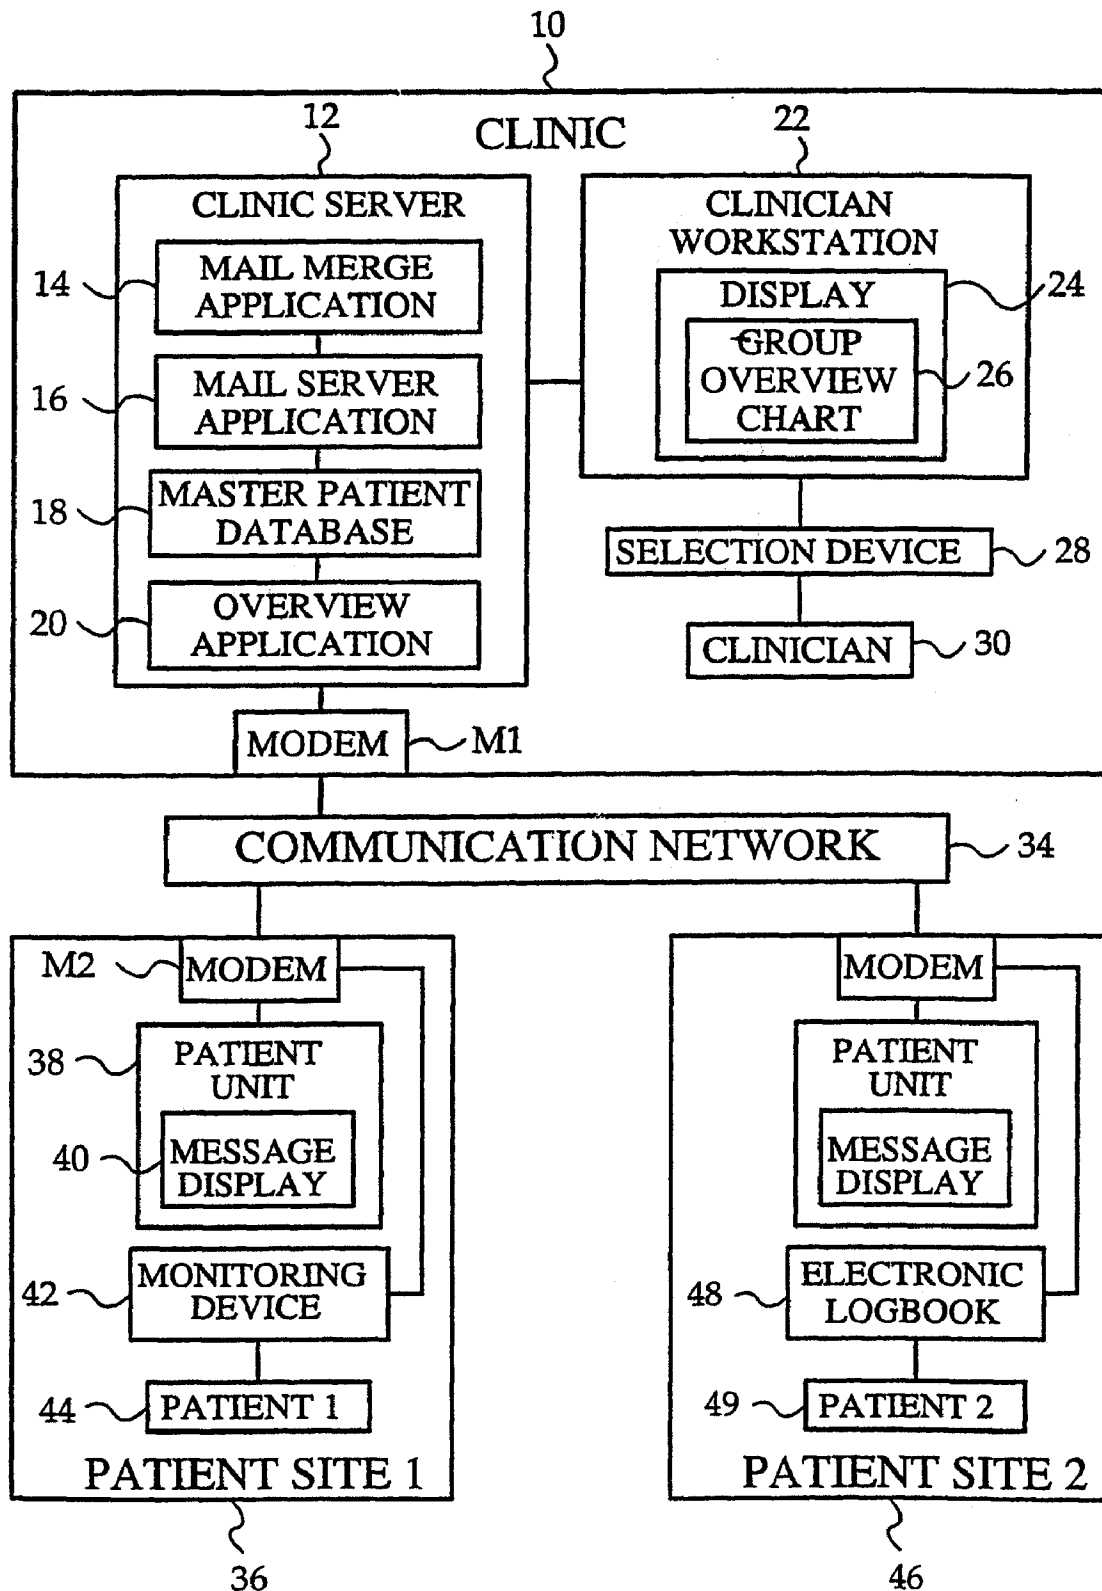 10
12
CLINIC
22
CLINIC SERVER
MAIL MERGE
APPLICATION
14
MAIL SERVER
APPLICATION
16
MASTER PATIENT
DATABASE
18
OVERVIEW
APPLICATION
20
CLINICIAN
WORKSTATION
DISPLAY
24
GROUP
OVERVIEW
CHART
26
SELECTION DEVICE
28
CLINICIAN
30
MODEM
M1
COMMUNICATION NETWORK
34
M2
MODEM
38
PATIENT
UNIT
40
MESSAGE
DISPLAY
42
MONITORING
DEVICE
44
PATIENT 1
PATIENT SITE 1
36
MODEM
PATIENT
UNIT
MESSAGE
DISPLAY
48
ELECTRONIC
LOGBOOK
49
PATIENT 2
PATIENT SITE 2
46